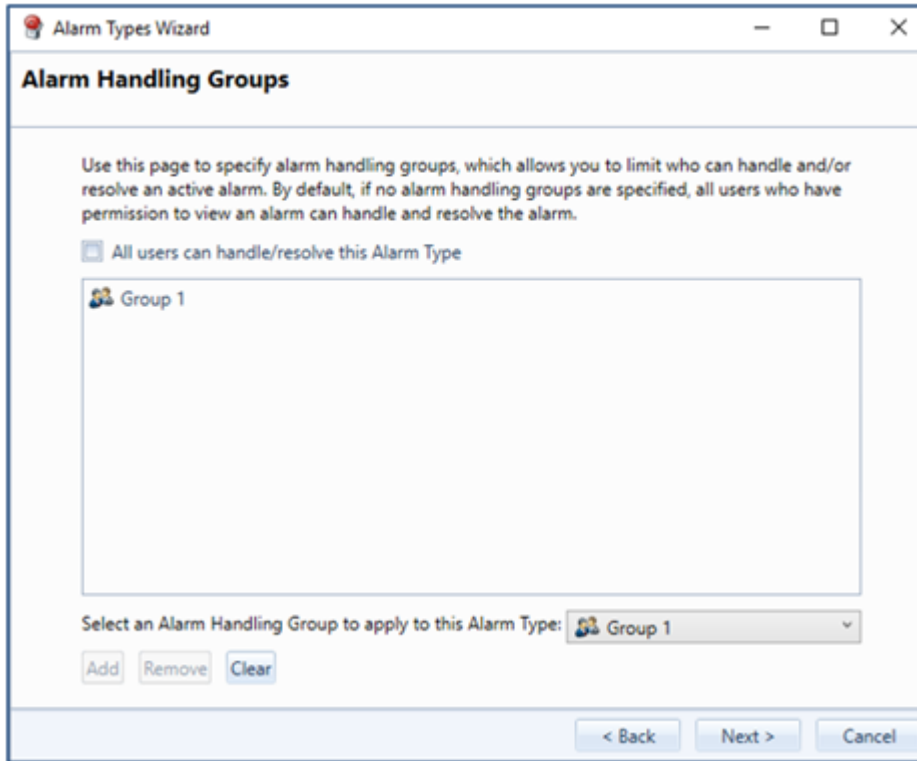 Alarm Types Wizard
Alarm Handling Groups
Use this page to specify alarm handling groups, which allows you to limit who can handle and/or
resolve an active alarm. By default, if no alarm handling groups are specified, all users who have
permission to view an alarm can handle and resolve the alarm.
All users can handle/resolve this Alarm Type
Group 1
Select an Alarm Handling Group to apply to this Alarm Type: Group 1
Add Remove Clear
< Back Next > Cancel